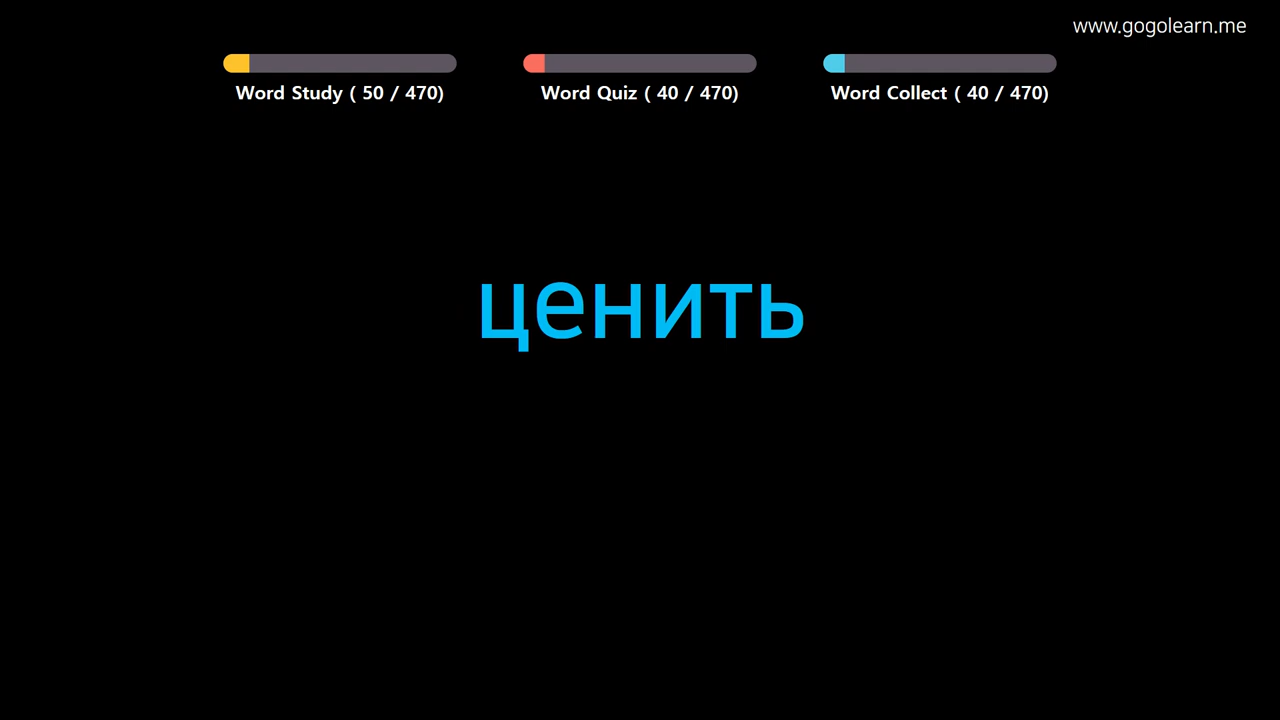 www.gogolearn.me
Word Study ( 50 / 470)
Word Quiz ( 40 / 470)
Word Collect ( 40 / 470)
ценить